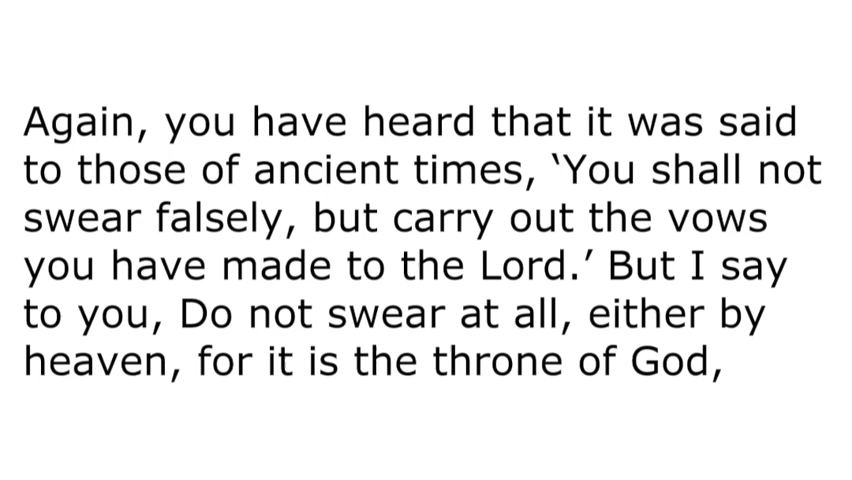 Again, you have heard that it was said
to those of ancient times, ‘You shall not
swear falsely, but carry out the vows
you have made to the Lord.’ But I say
to you, Do not swear at all, either by
heaven, for it is the throne of God,